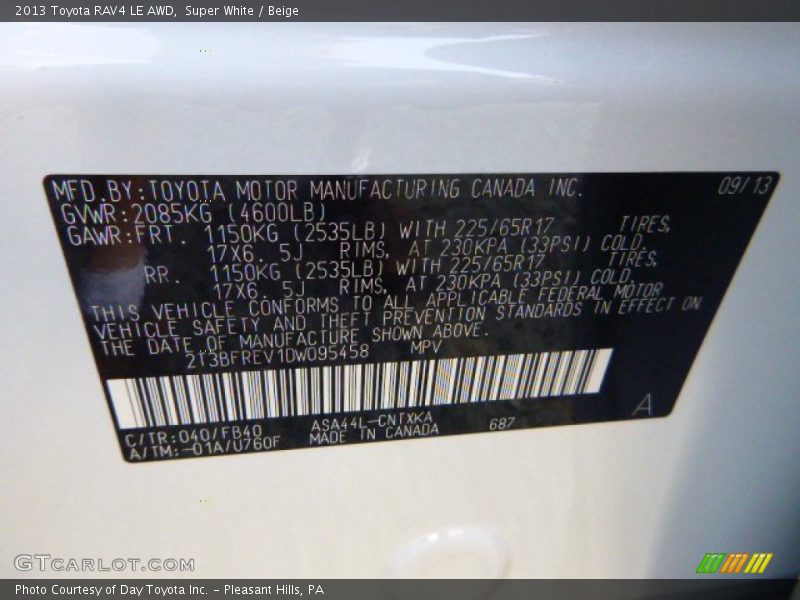 2013 Toyota RAV4 LE AWD,  Super White / Beige
MFD.BY:TOYOTA MOTOR MANUFACTURING CANADA INC. 09/13
GVWR:2085KG (4600LB)
GAWR:FRT. 1150KG (2535LB) WITH 225/65R17 TIRES,
17X6. 5J RIMS, AT 230KPA (33PSI) COLD.
RR. 1150KG (2535LB) WITH 225/65R17 TIRES,
17X6. 5J RIMS, AT 230KPA (33PSI) COLD.
THIS VEHICLE CONFORMS TO ALL APPLICABLE FEDERAL MOTOR
VEHICLE SAFETY AND THEFT PREVENTION STANDARDS IN EFFECT ON
THE DATE OF MANUFACTURE SHOWN ABOVE.
2T3BFREV1DW095458 MPV
C/TR:040/FB40 ASA44L-CNTXKA 687 A
A/TM:-01A/U760F MADE IN CANADA
GTCARLOT.COM
Photo Courtesy of Day Toyota Inc. - Pleasant Hills, PA